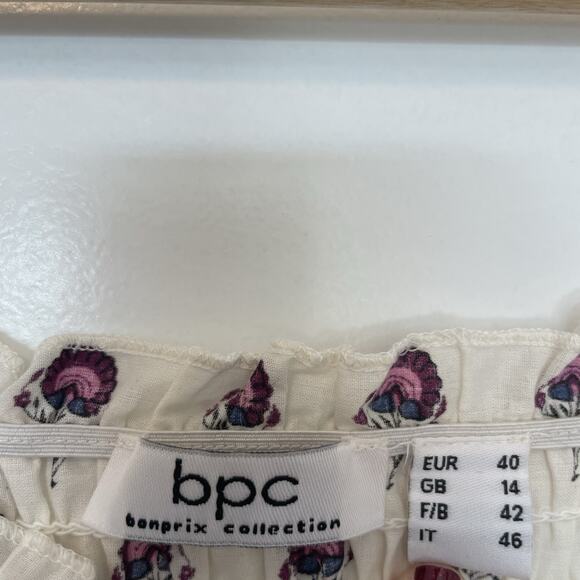 bpc
bonprix collection
EUR 40
GB 14
F/B 42
IT 46